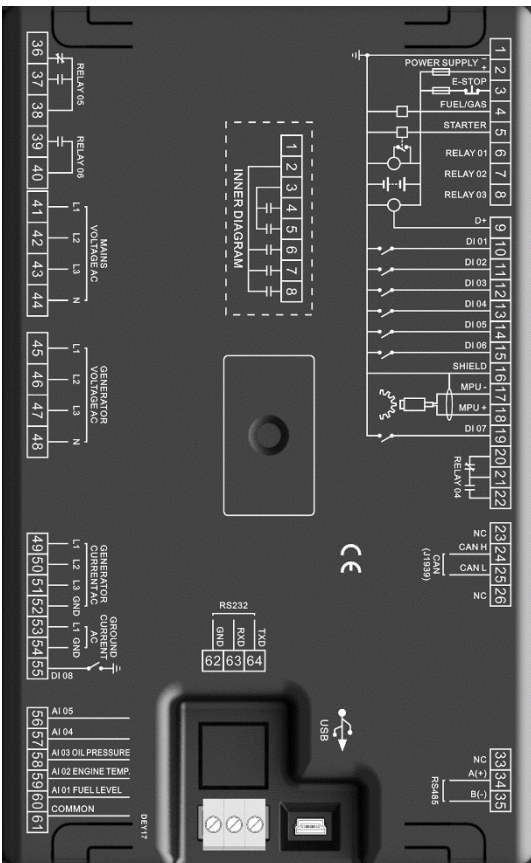 36
37
38
RELAY 05
39
40
RELAY 06
41
42
43
44
L1
L2
L3
N
MAINS
VOLTAGE AC
45
46
47
48
L1
L2
L3
N
GENERATOR
VOLTAGE AC
49
50
51
52
53
54
55
L1
L2
L3
GND
L1
GND
GENERATOR
CURRENT AC
GROUND
CURRENT
AC
DI 08
56
57
58
59
60
61
AI 05
AI 04
AI 03 OIL PRESSURE
AI 02 ENGINE TEMP.
AI 01 FUEL LEVEL
COMMON
DEY17
INNER DIAGRAM
1
2
3
4
5
6
7
8
CE
RS232
GND
RXD
TXD
62 63 64
USB
1
POWER SUPPLY − + 2
E-STOP 3
FUEL/GAS 4
STARTER 5
RELAY 01 6
RELAY 02 7
RELAY 03 8
D+ 9
DI 01 10
DI 02 11
DI 03 12
DI 04 13
DI 05 14
DI 06 15
SHIELD 16
MPU - 17
MPU + 18
DI 07 19
20
21
22
RELAY 04
NC 23
CAN H 24
CAN L 25
NC 26
CAN
(J1939)
NC 33
A(+) 34
B(-) 35
RS485